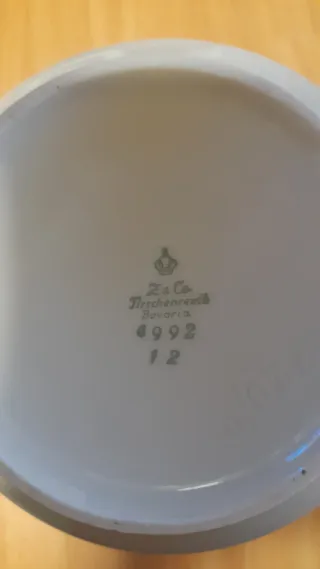 Z & Co.
Tirschenreuth
Bavaria
4992
12